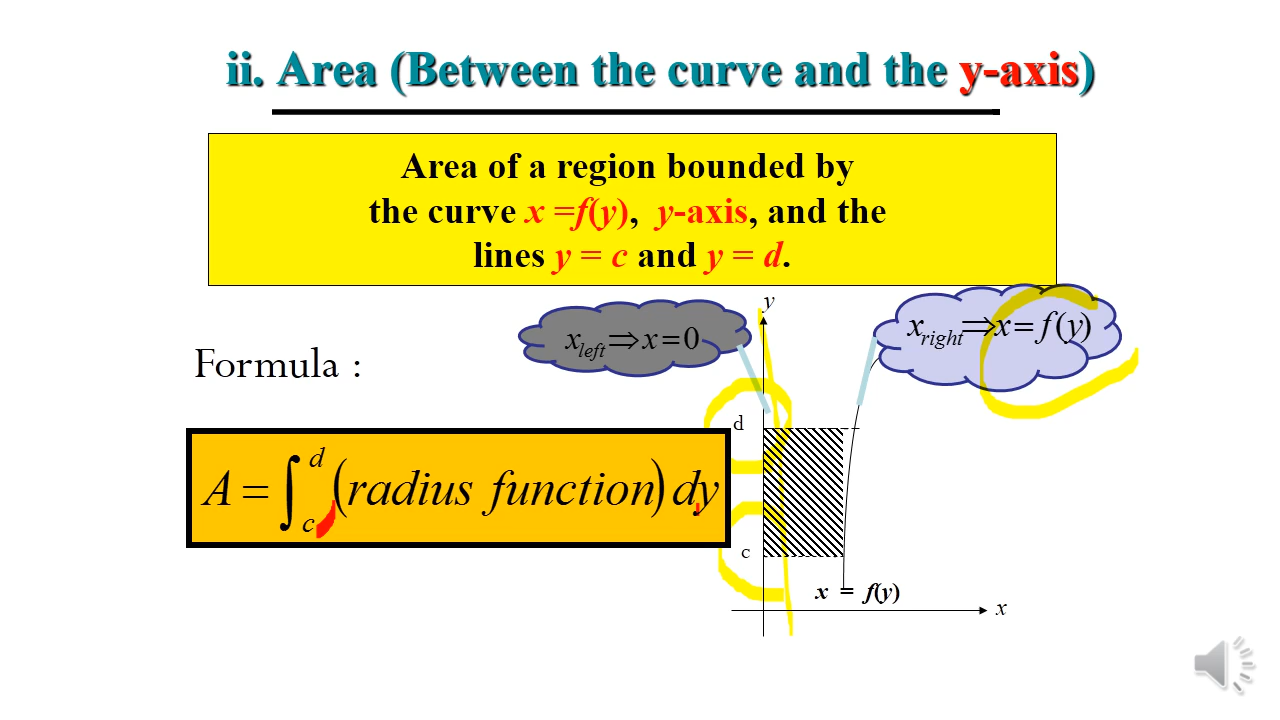 ii. Area (Between the curve and the y-axis)
Area of a region bounded by
the curve x =f(y), y-axis, and the
lines y = c and y = d.
y
x_left ⇒ x = 0
x_right ⇒ x = f(y)
Formula :
d
A = ∫_c^d (radius function) dy
c
x = f(y)
x